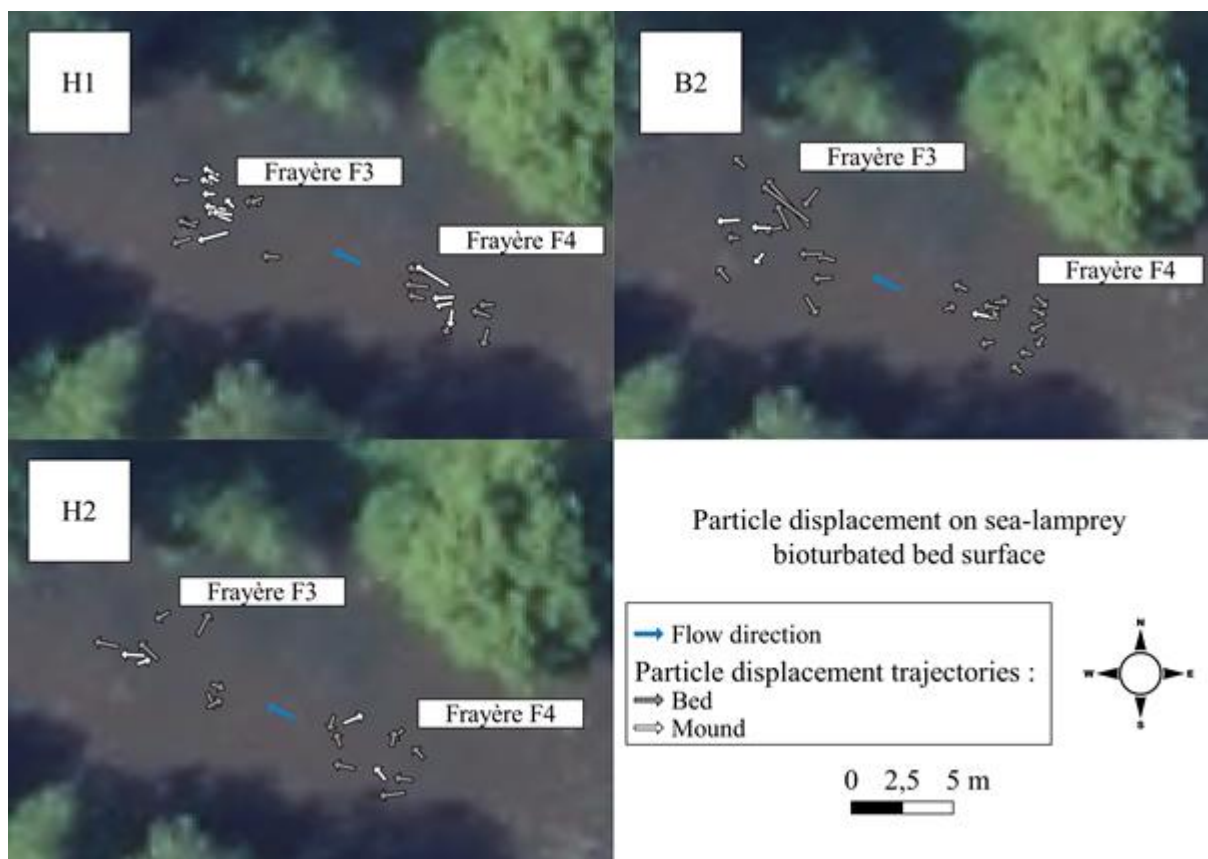 H1
Frayère F3
Frayère F4
B2
Frayère F3
Frayère F4
H2
Frayère F3
Frayère F4
Particle displacement on sea-lamprey
bioturbated bed surface
Flow direction
Particle displacement trajectories :
Bed
Mound
N
W
E
S
0 2,5 5 m